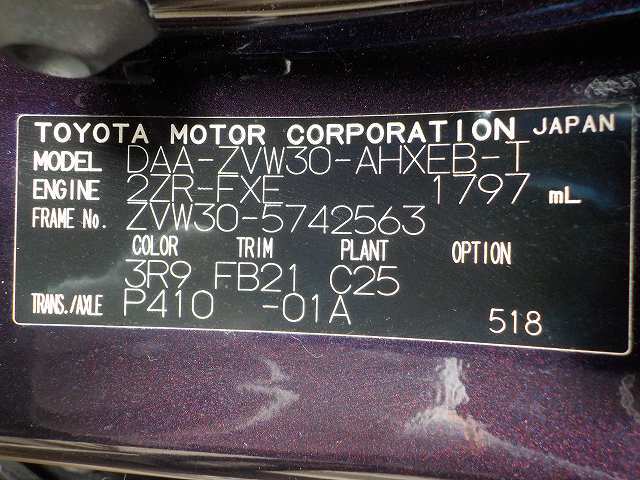 TOYOTA MOTOR CORPORATION JAPAN
MODEL DAA-ZVW30-AHXEB-T
ENGINE 2ZR-FXE 1797 mL
FRAME No. ZVW30-5742563
COLOR TRIM PLANT OPTION
3R9 FB21 C25
TRANS./AXLE P410 -01A
518